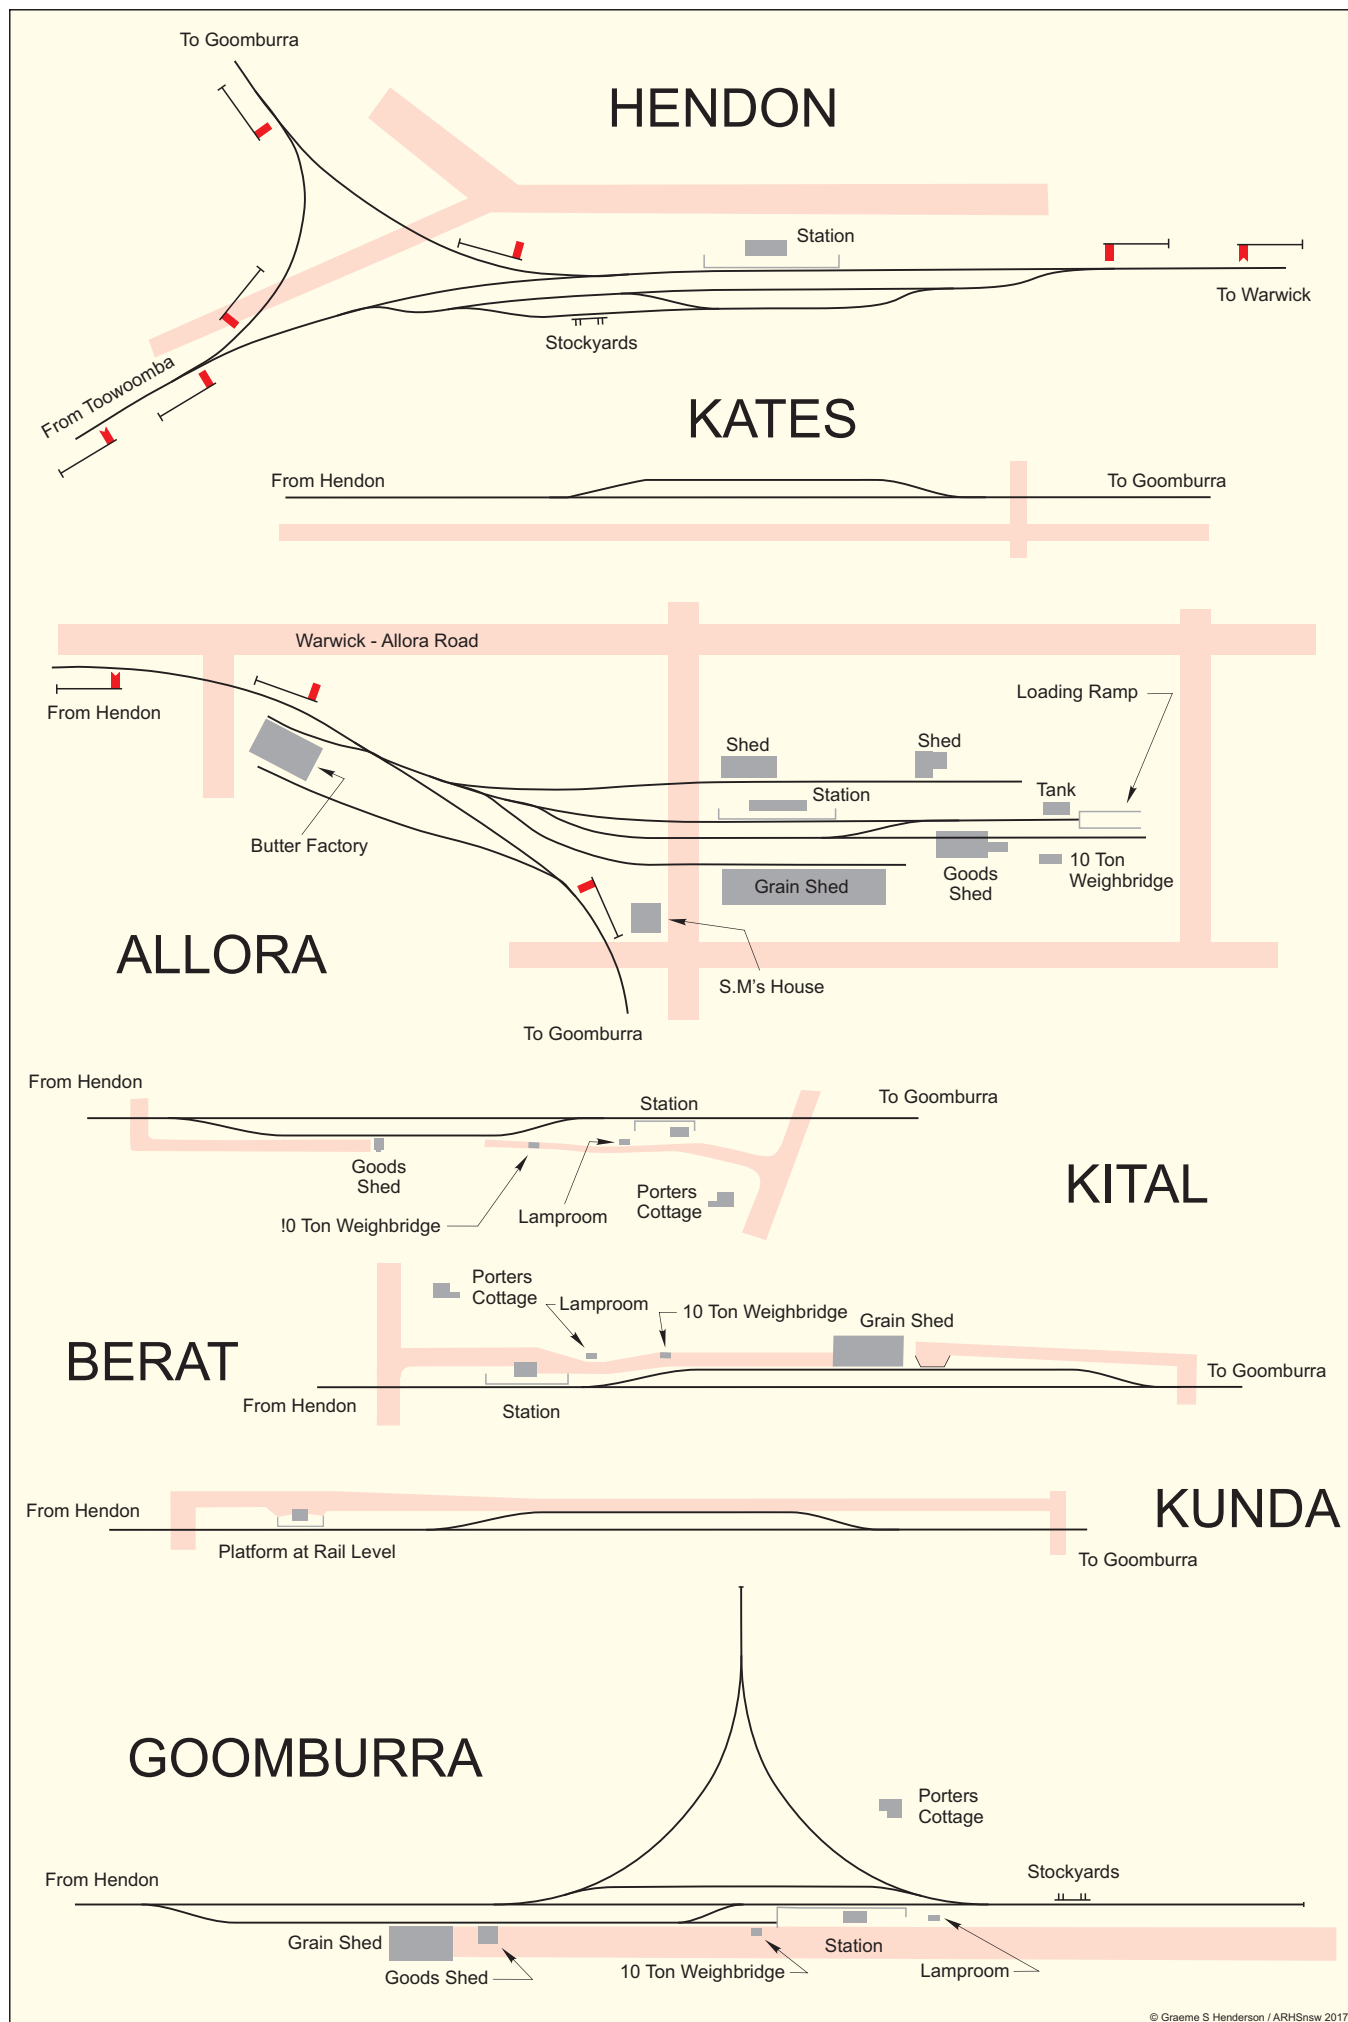 To Goomburra
HENDON
Station
To Warwick
Stockyards
From Toowoomba
KATES
From Hendon
To Goomburra
Warwick - Allora Road
From Hendon
Loading Ramp
Shed
Shed
Tank
Station
Butter Factory
10 Ton
Weighbridge
Goods
Shed
Grain Shed
ALLORA
S.M's House
To Goomburra
From Hendon
Station
To Goomburra
Goods
Shed
KITAL
Porters
Cottage
Lamproom
!0 Ton Weighbridge
Porters
Cottage
Lamproom
10 Ton Weighbridge
Grain Shed
BERAT
To Goomburra
From Hendon
Station
From Hendon
KUNDA
Platform at Rail Level
To Goomburra
GOOMBURRA
Porters
Cottage
From Hendon
Stockyards
Grain Shed
Station
Goods Shed
10 Ton Weighbridge
Lamproom
© Graeme S Henderson / ARHSnsw 2017